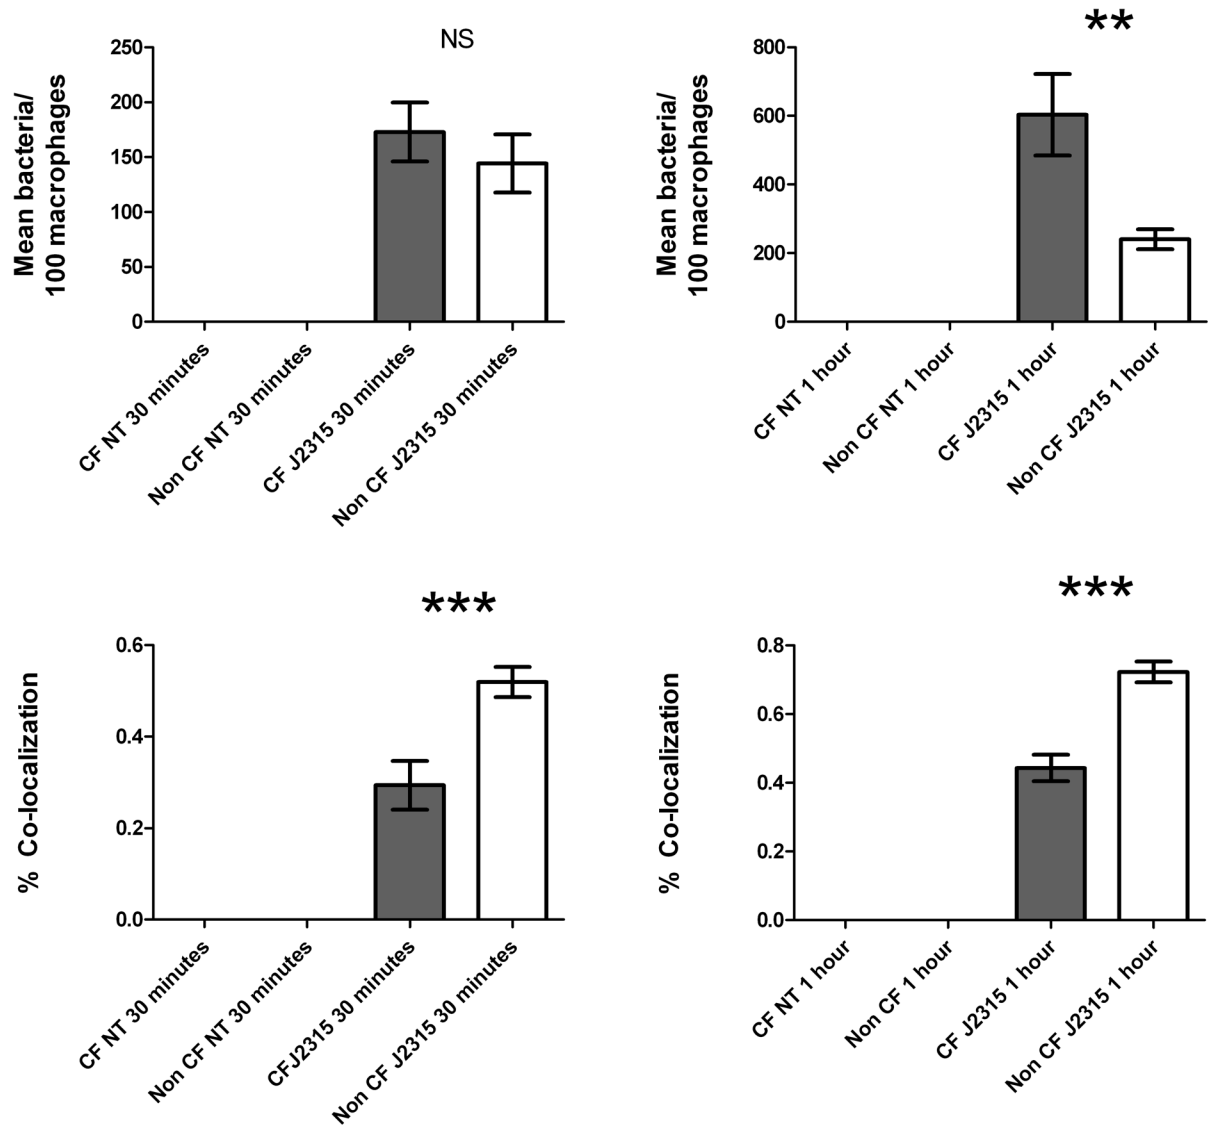 NS
Mean bacteria/
100 macrophages
250
200
150
100
50
0
CF NT 30 minutes
Non CF NT 30 minutes
CF J2315 30 minutes
Non CF J2315 30 minutes
**
Mean bacteria/
100 macrophages
800
600
400
200
0
CF NT 1 hour
Non CF NT 1 hour
CF J2315 1 hour
Non CF J2315 1 hour
***
% Co-localization
0.6
0.4
0.2
0.0
CF NT 30 minutes
Non CF NT 30 minutes
CFJ2315 30 minutes
Non CF J2315 30 minutes
***
% Co-localization
0.8
0.6
0.4
0.2
0.0
CF NT 1 hour
Non CF 1 hour
CF J2315 1 hour
Non CF J2315 1 hour